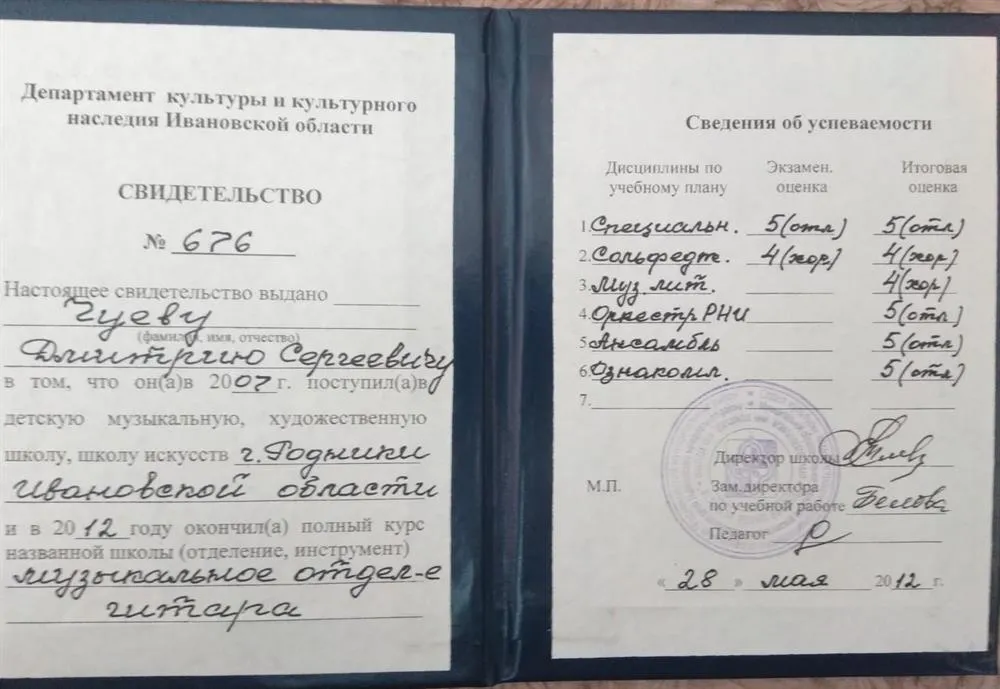 Департамент культуры и культурного
наследия Ивановской области
СВИДЕТЕЛЬСТВО
№ 676
Настоящее свидетельство выдано
Чуеву
(фамилия, имя, отчество)
Дмитрию Сергеевичу
в том, что он(а)в 2007 г. поступил(а)в
детскую музыкальную, художественную
школу, школу искусств г. Родники
Ивановской области
и в 2012 году окончил(а) полный курс
названной школы (отделение, инструмент)
музыкальное отдел-е
гитара
Сведения об успеваемости
Дисциплины по учебному плану Экзамен. оценка Итоговая оценка
1. Специальн. 5(отл) 5(отл)
2. Сольфедж. 4(хор) 4(хор)
3. Муз. лит. 4(хор)
4. Оркестр РНИ 5(отл)
5. Ансамбль 5(отл)
6. Ознакомл. 5(отл)
7.
Директор школы
М.П. Зам.директора
по учебной работе Белова
Педагог
« 28 » мая 2012 г.